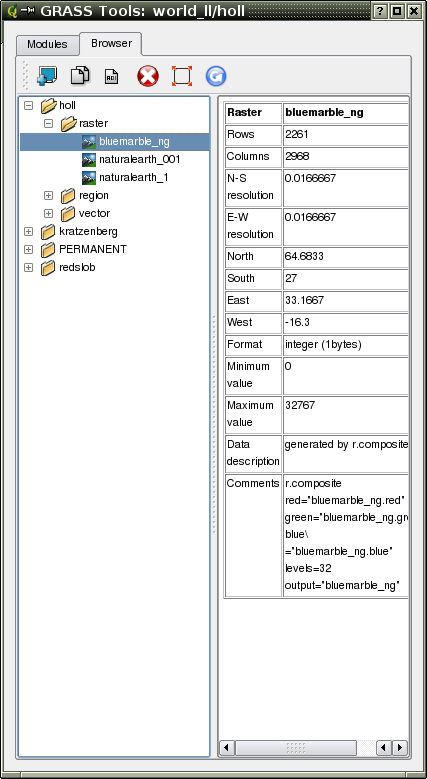 GRASS Tools: world_ll/holl
Modules
Browser
holl
raster
bluemarble_ng
naturalearth_001
naturalearth_1
region
vector
kratzenberg
PERMANENT
redslob
Raster bluemarble_ng
Rows 2261
Columns 2968
N-S resolution 0.0166667
E-W resolution 0.0166667
North 64.6833
South 27
East 33.1667
West -16.3
Format integer (1bytes)
Minimum value 0
Maximum value 32767
Data description generated by r.composite
Comments r.composite
red="bluemarble_ng.red"
green="bluemarble_ng.gre
blue\
="bluemarble_ng.blue"
levels=32
output="bluemarble_ng"